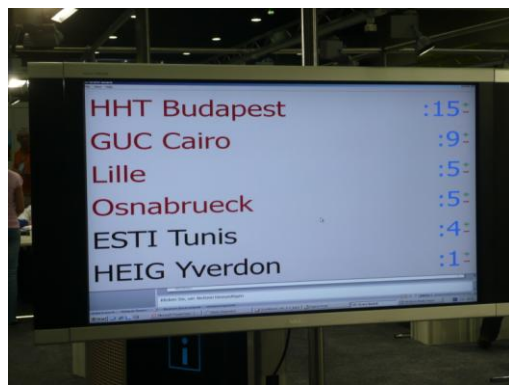 HHT Budapest :15
GUC Cairo :9
Lille :5
Osnabrueck :5
ESTI Tunis :4
HEIG Yverdon :1
i